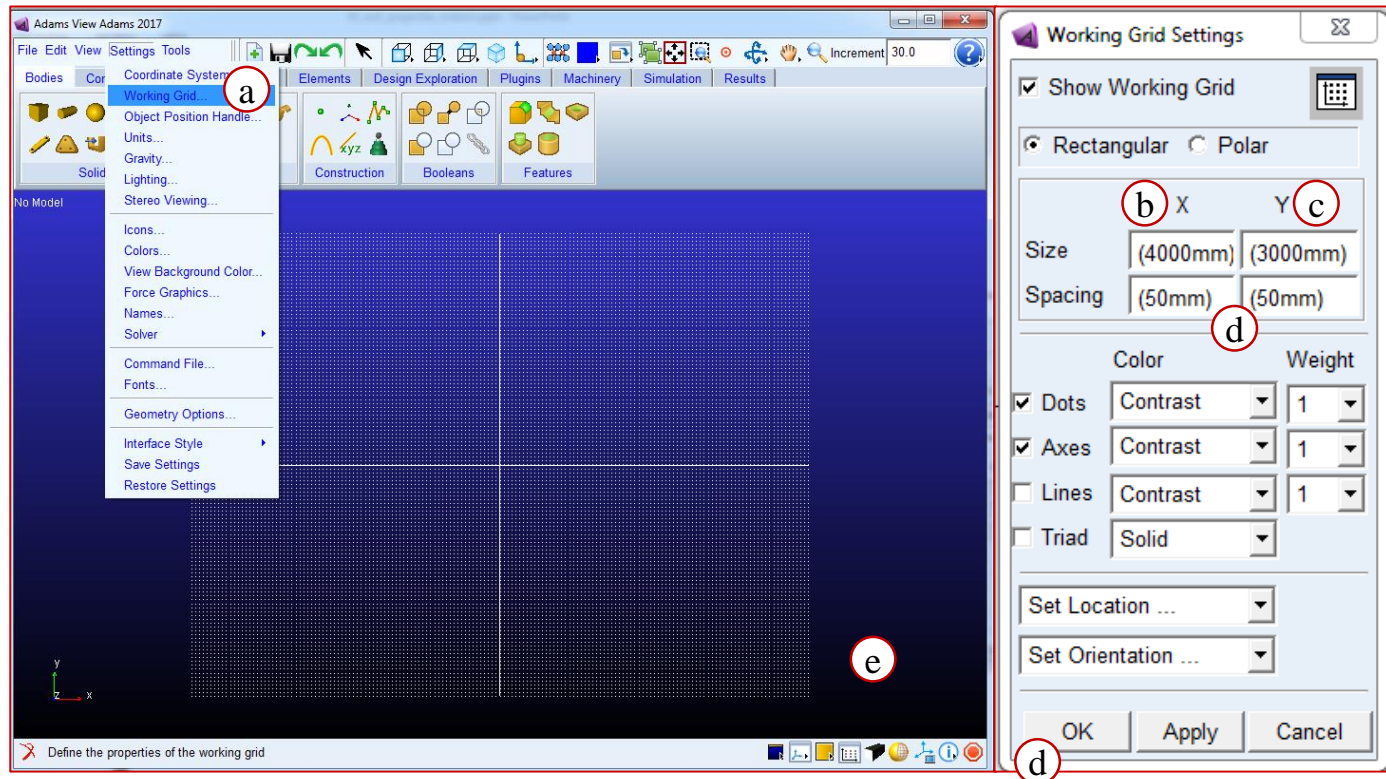 Adams View Adams 2017
File Edit View Settings Tools
Increment 30.0
Bodies Con Elements Design Exploration Plugins Machinery Simulation Results
Coordinate System
Working Grid...
a
Object Position Handle...
Units...
Gravity...
Lighting...
Stereo Viewing...
Icons...
Colors...
View Background Color...
Force Graphics...
Names...
Solver
Command File...
Fonts...
Geometry Options...
Interface Style
Save Settings
Restore Settings
xyz
Solid
Construction
Booleans
Features
No Model
y
z x
e
Define the properties of the working grid
Working Grid Settings
Show Working Grid
Rectangular Polar
b X Y c
Size (4000mm) (3000mm)
Spacing (50mm) (50mm)
d
Color Weight
Dots Contrast 1
Axes Contrast 1
Lines Contrast 1
Triad Solid
Set Location ...
Set Orientation ...
OK Apply Cancel
d